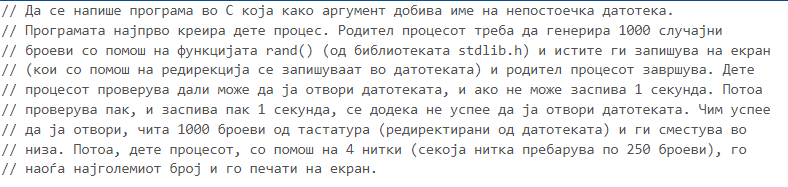 // Да се напише програма во C која како аргумент добива име на непостоечка датотека.
// Програмата најпрво креира дете процес. Родител процесот треба да генерира 1000 случајни
// броеви со помош на функцијата rand() (од библиотеката stdlib.h) и истите ги запишува на екран
// (кои со помош на редирекција се запишуваат во датотеката) и родител процесот завршува. Дете
// процесот проверува дали може да ја отвори датотеката, и ако не може заспива 1 секунда. Потоа
// проверува пак, и заспива пак 1 секунда, се додека не успее да ја отвори датотеката. Чим успее
// да ја отвори, чита 1000 броеви од тастатура (редиректирани од датотеката) и ги сместува во
// низа. Потоа, дете процесот, со помош на 4 нитки (секоја нитка пребарува по 250 броеви), го
// наоѓа најголемиот број и го печати на екран.